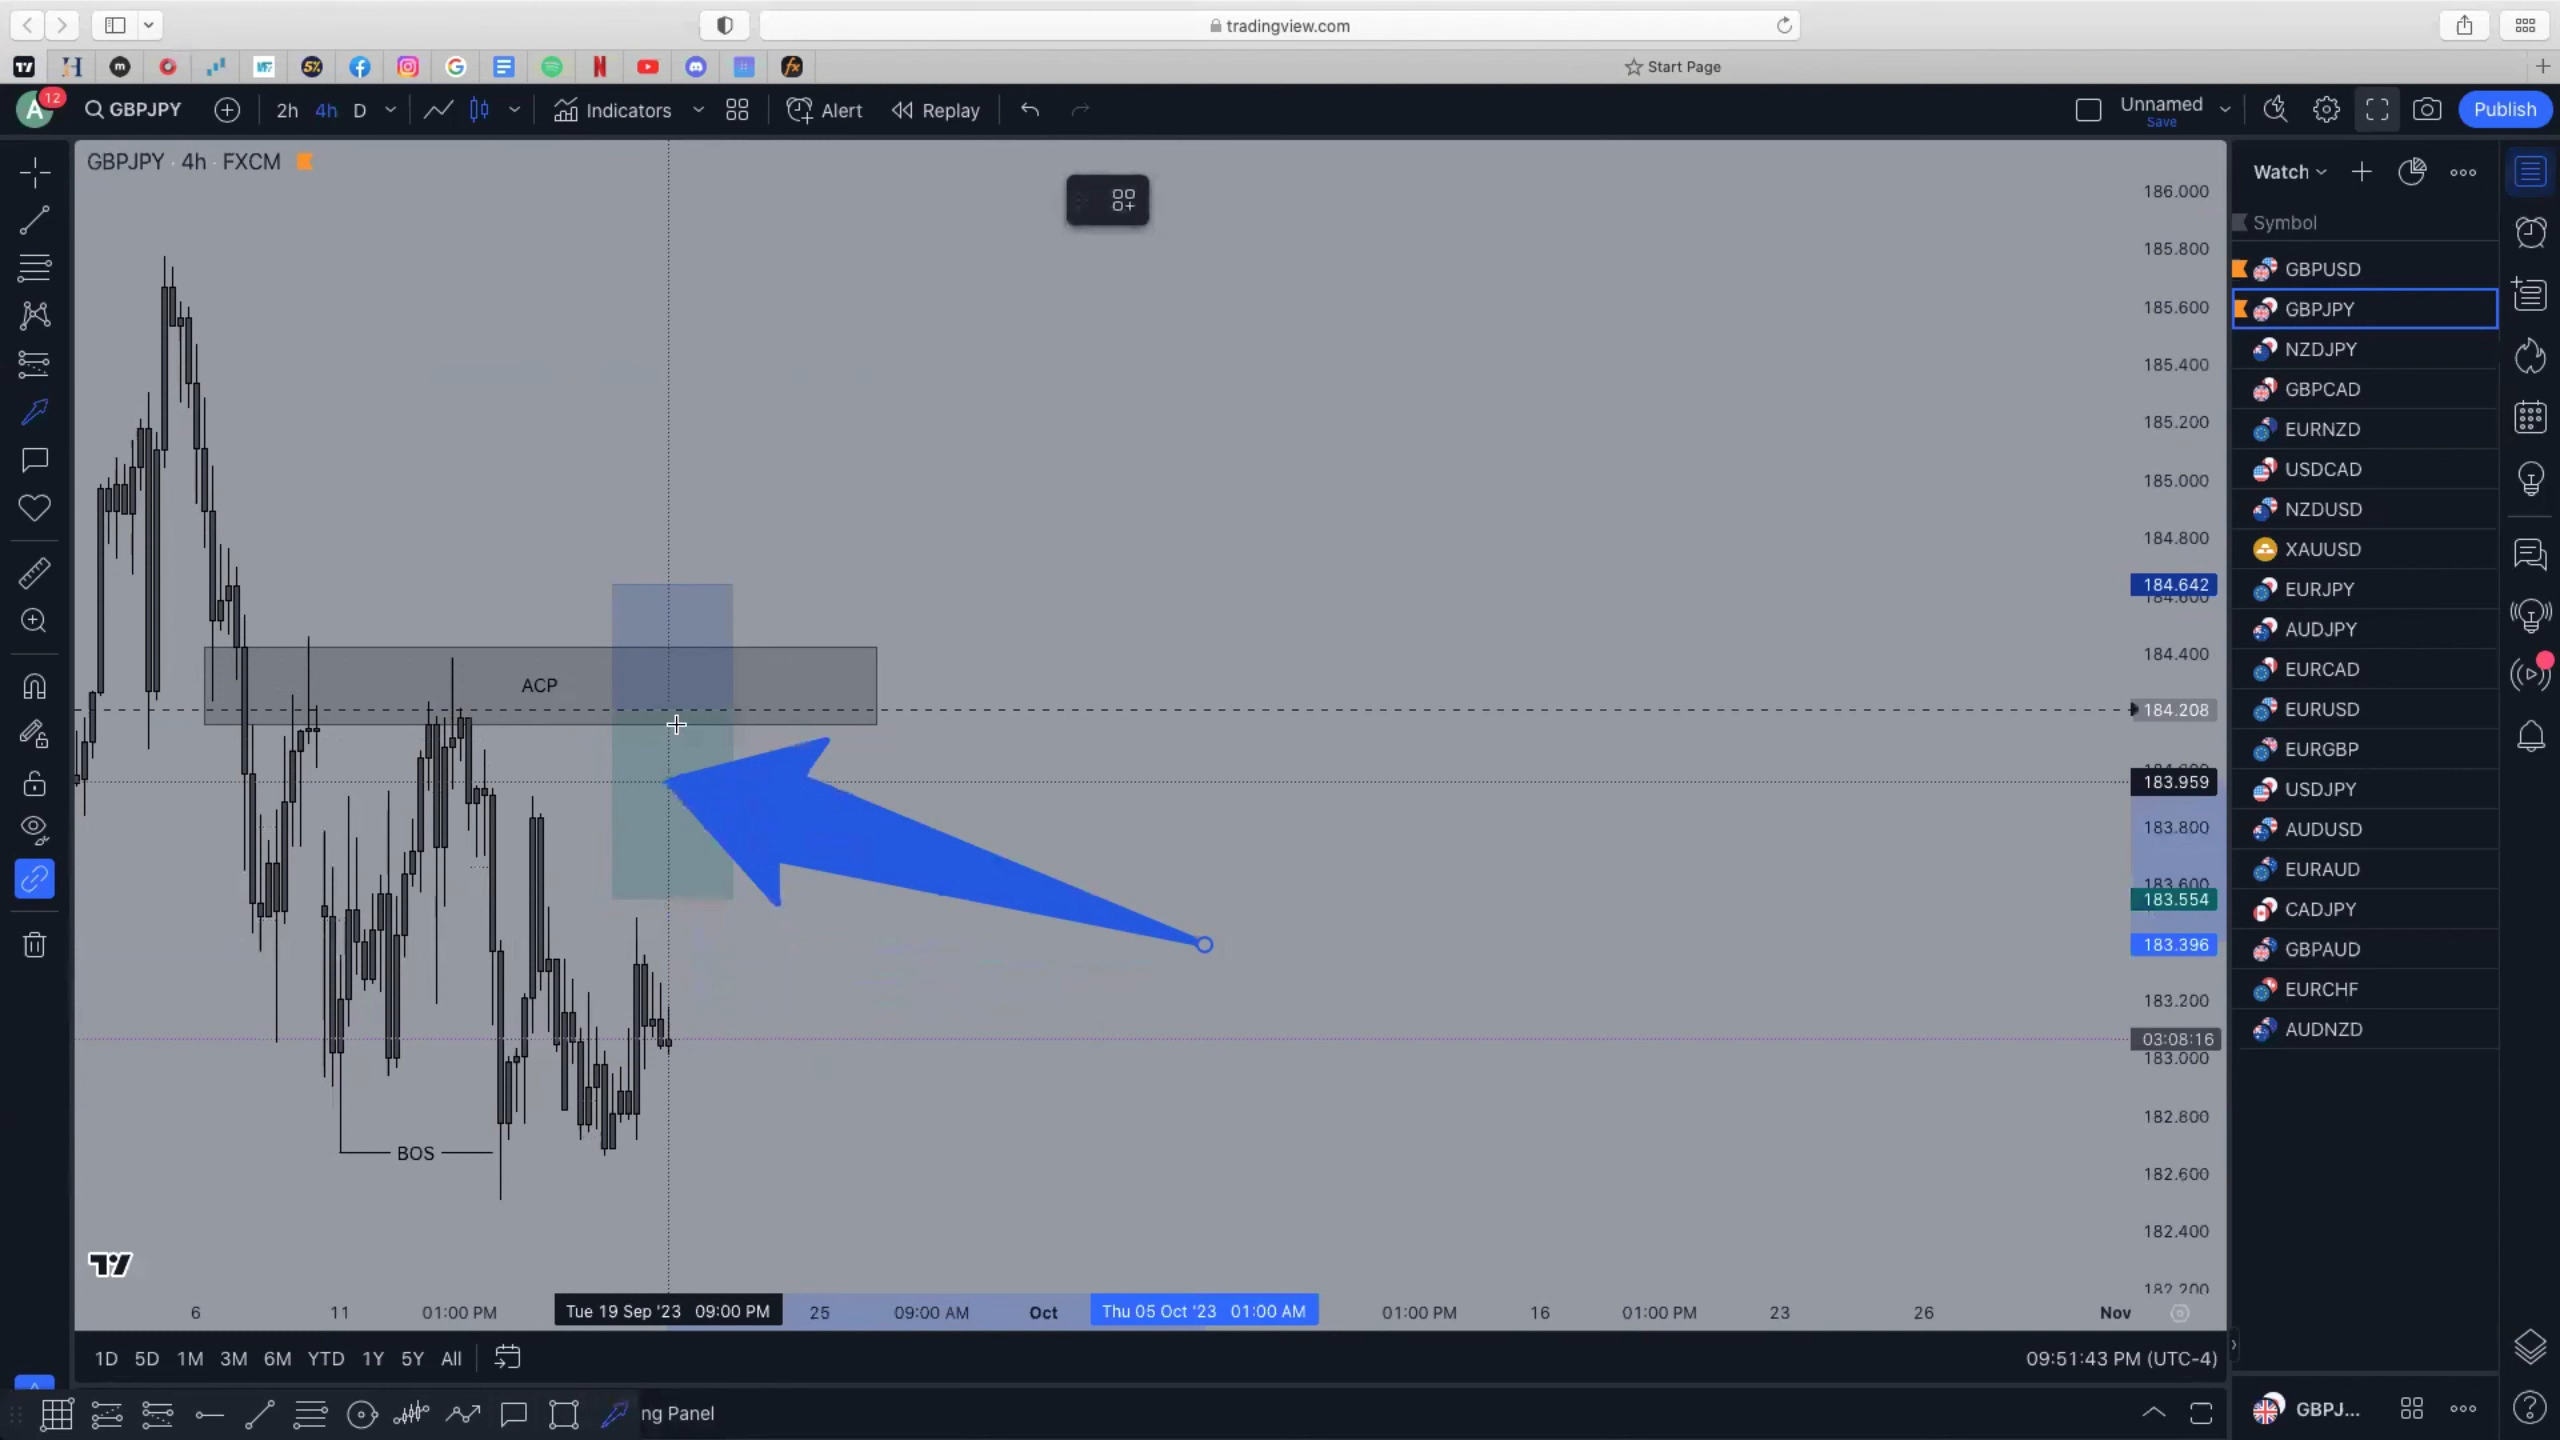 tradingview.com
Start Page
A 12 GBPJPY 2h 4h D Indicators Alert Replay Unnamed Save Publish
GBPJPY · 4h · FXCM
186.000
185.800
185.600
185.400
185.200
185.000
184.800
184.642
184.600
184.400
184.208
183.959
183.800
183.600
183.554
183.396
183.200
03:08:16
183.000
182.800
182.600
182.400
182.200
ACP
BOS
6 11 01:00 PM Tue 19 Sep '23 09:00 PM 25 09:00 AM Oct Thu 05 Oct '23 01:00 AM 01:00 PM 16 01:00 PM 23 26 Nov
1D 5D 1M 3M 6M YTD 1Y 5Y All
09:51:43 PM (UTC-4)
ng Panel
Watch
Symbol
GBPUSD
GBPJPY
NZDJPY
GBPCAD
EURNZD
USDCAD
NZDUSD
XAUUSD
EURJPY
AUDJPY
EURCAD
EURUSD
EURGBP
USDJPY
AUDUSD
EURAUD
CADJPY
GBPAUD
EURCHF
AUDNZD
GBPJ...